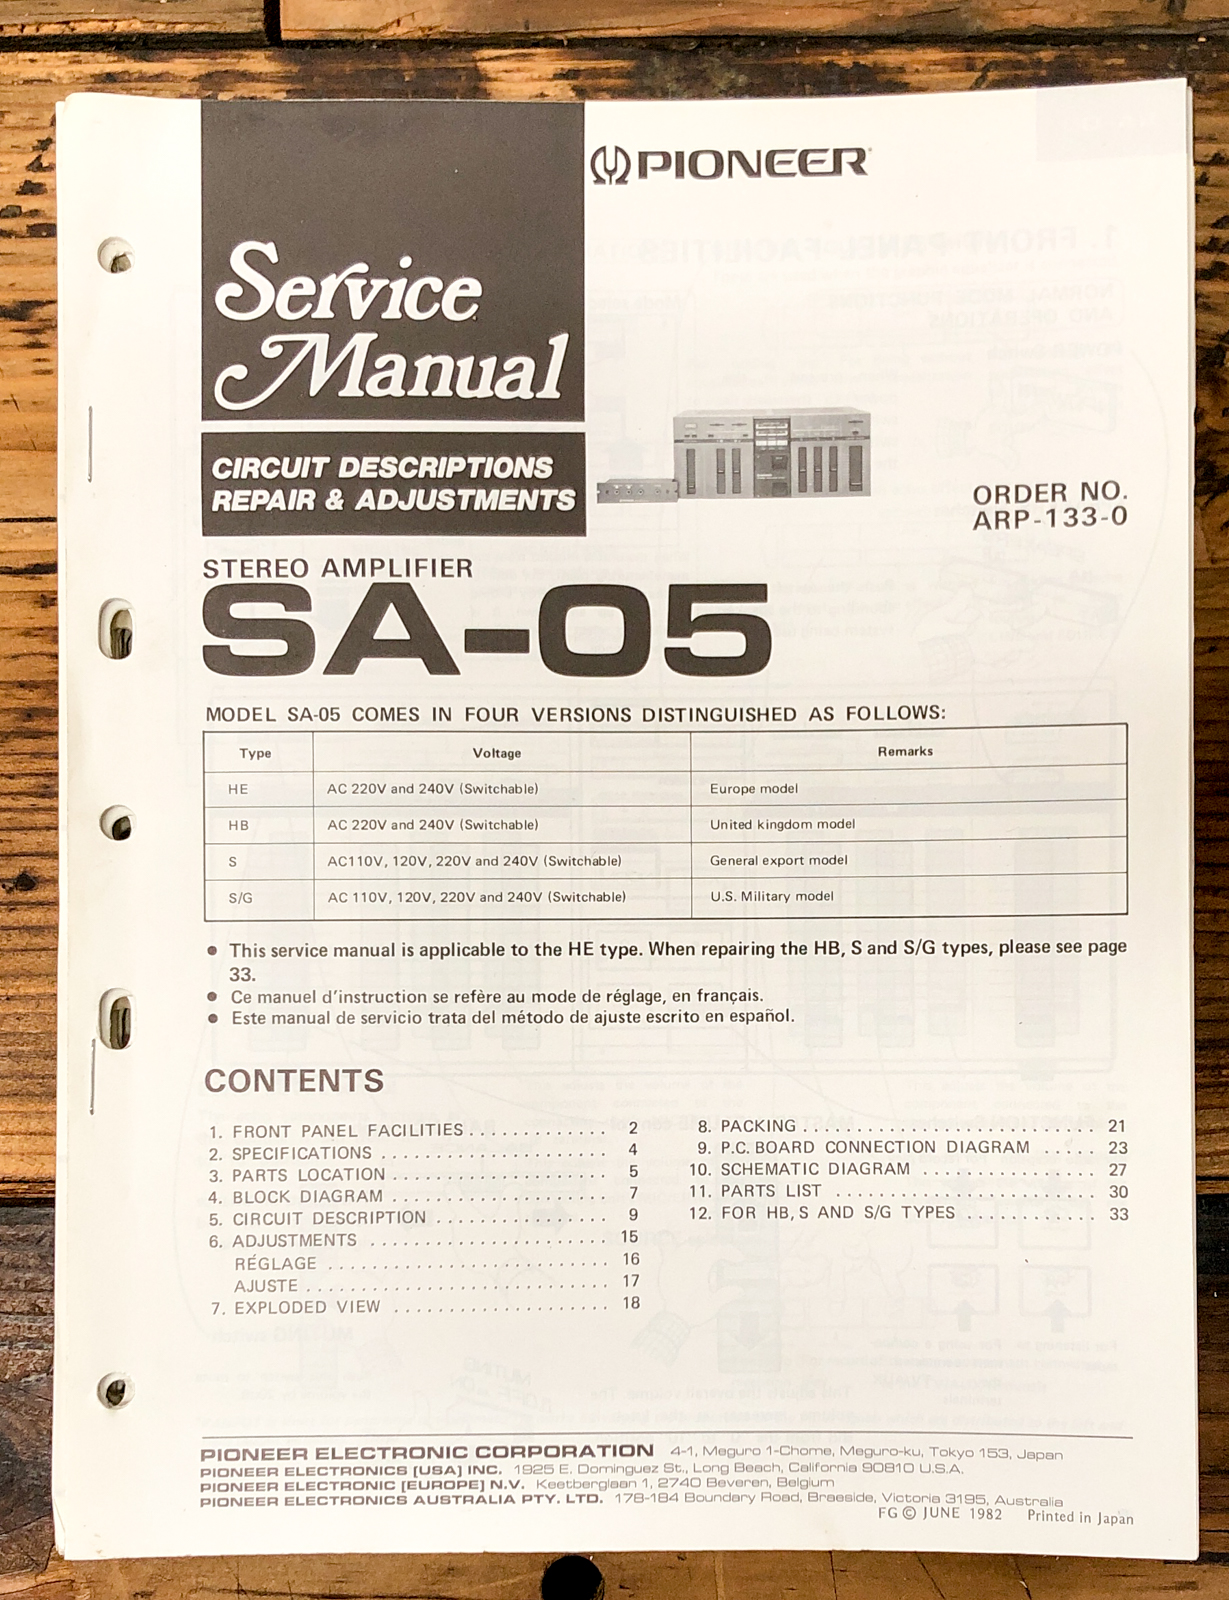 PIONEER
Service
Manual
CIRCUIT DESCRIPTIONS
REPAIR & ADJUSTMENTS
ORDER NO.
ARP-133-0
STEREO AMPLIFIER
SA-05
MODEL SA-05 COMES IN FOUR VERSIONS DISTINGUISHED AS FOLLOWS:
Type Voltage Remarks
HE AC 220V and 240V (Switchable) Europe model
HB AC 220V and 240V (Switchable) United kingdom model
S AC110V, 120V, 220V and 240V (Switchable) General export model
S/G AC 110V, 120V, 220V and 240V (Switchable) U.S. Military model
● This service manual is applicable to the HE type. When repairing the HB, S and S/G types, please see page
33.
● Ce manuel d'instruction se refère au mode de réglage, en français.
● Este manual de servicio trata del método de ajuste escrito en español.
CONTENTS
1. FRONT PANEL FACILITIES . . . . . . . . . . . . . 2
2. SPECIFICATIONS . . . . . . . . . . . . . . . . . . . . . 4
3. PARTS LOCATION . . . . . . . . . . . . . . . . . . . . 5
4. BLOCK DIAGRAM . . . . . . . . . . . . . . . . . . . . 7
5. CIRCUIT DESCRIPTION . . . . . . . . . . . . . . . . 9
6. ADJUSTMENTS . . . . . . . . . . . . . . . . . . . . . . 15
RÉGLAGE . . . . . . . . . . . . . . . . . . . . . . . . . . 16
AJUSTE . . . . . . . . . . . . . . . . . . . . . . . . . . . . 17
7. EXPLODED VIEW . . . . . . . . . . . . . . . . . . . . 18
8. PACKING . . . . . . . . . . . . . . . . . . . . . . . . . . . 21
9. P.C. BOARD CONNECTION DIAGRAM . . . . . 23
10. SCHEMATIC DIAGRAM . . . . . . . . . . . . . . . . 27
11. PARTS LIST . . . . . . . . . . . . . . . . . . . . . . . . 30
12. FOR HB, S AND S/G TYPES . . . . . . . . . . . . 33
PIONEER ELECTRONIC CORPORATION 4-1, Meguro 1-Chome, Meguro-ku, Tokyo 153, Japan
PIONEER ELECTRONICS [USA] INC. 1925 E. Dominguez St., Long Beach, California 90810 U.S.A.
PIONEER ELECTRONIC [EUROPE] N.V. Keetberglaan 1, 2740 Beveren, Belgium
PIONEER ELECTRONICS AUSTRALIA PTY. LTD. 178-184 Boundary Road, Braeside, Victoria 3195, Australia
FG © JUNE 1982 Printed in Japan